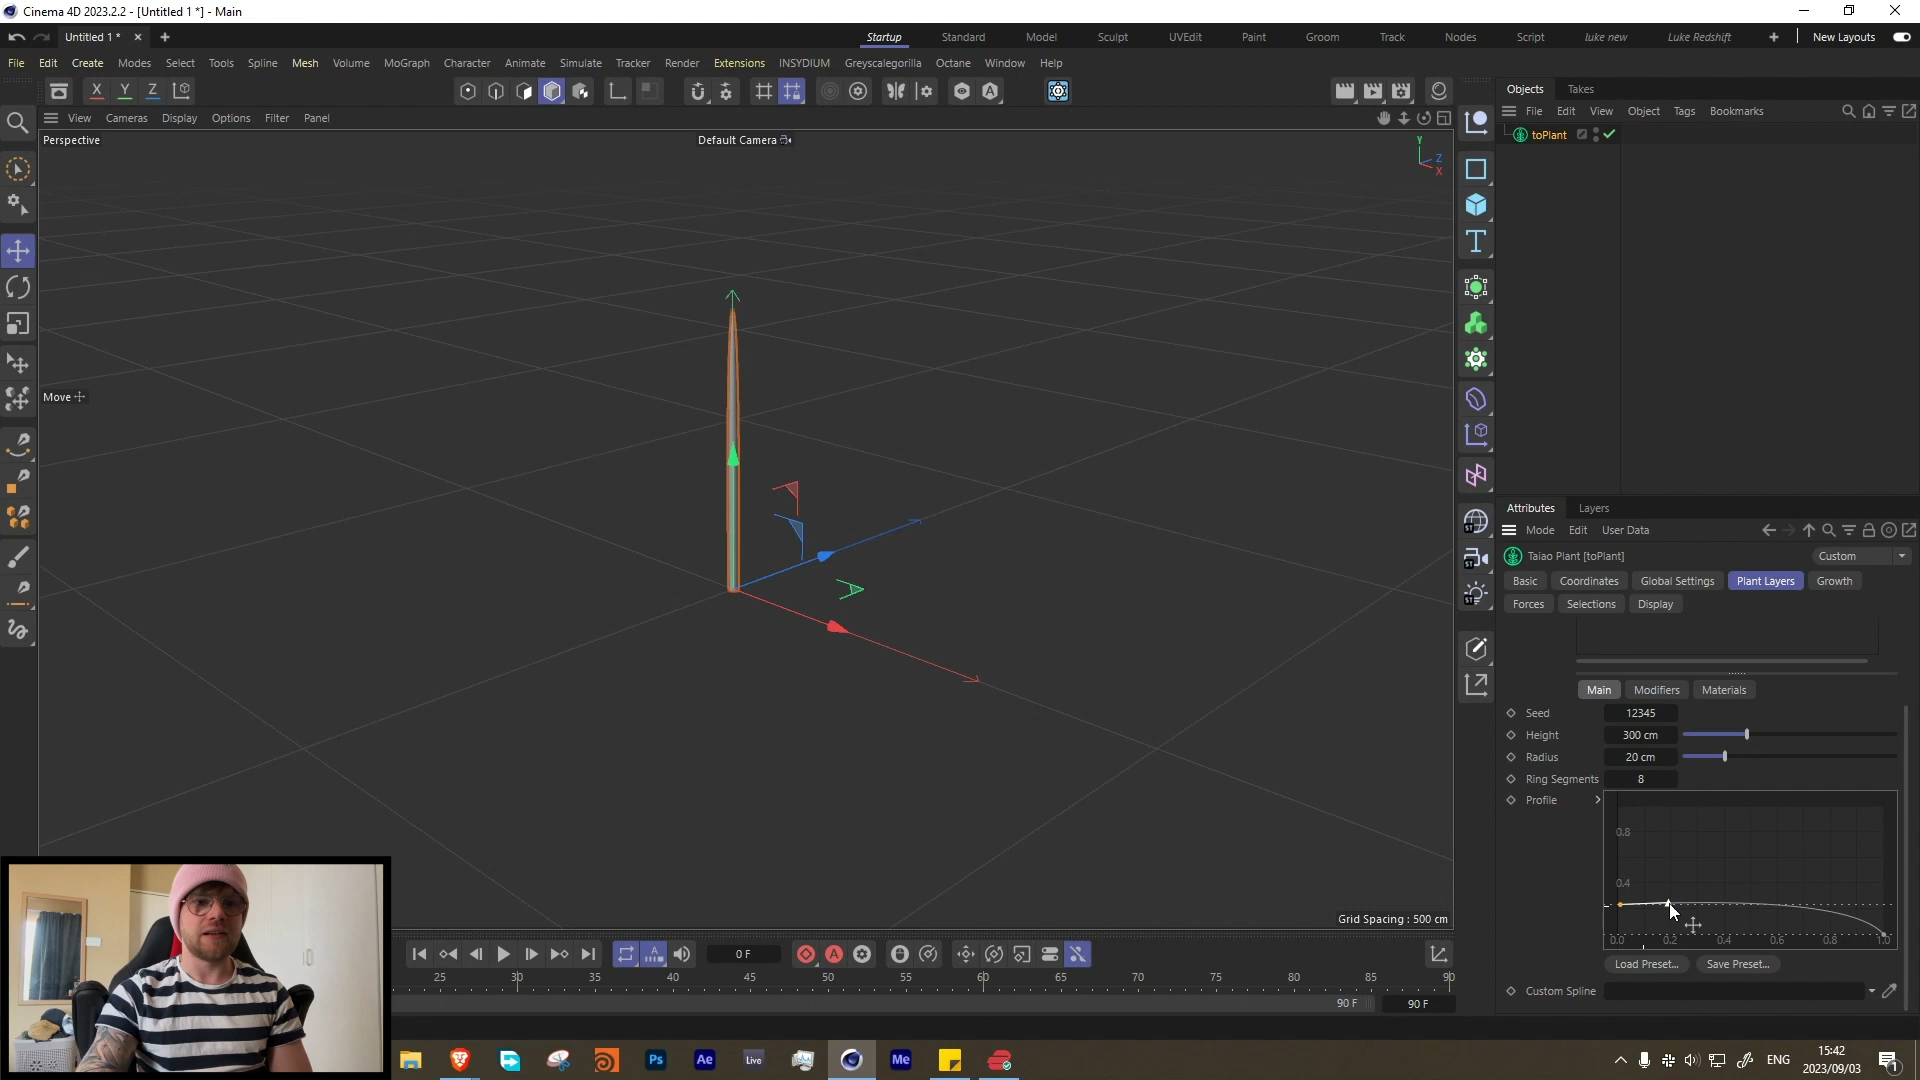 Cinema 4D 2023.2.2 - [Untitled 1 *] - Main
Untitled 1 *
Startup Standard Model Sculpt UVEdit Paint Groom Track Nodes Script luke new Luke Redshift New Layouts
File Edit Create Modes Select Tools Spline Mesh Volume MoGraph Character Animate Simulate Tracker Render Extensions INSYDIUM Greyscalegorilla Octane Window Help
X Y Z
View Cameras Display Options Filter Panel
Perspective
Default Camera
Y
Z
X
Move
Grid Spacing : 500 cm
Objects Takes
File Edit View Object Tags Bookmarks
toPlant
Attributes Layers
Mode Edit User Data
Taiao Plant [toPlant]
Custom
Basic Coordinates Global Settings Plant Layers Growth
Forces Selections Display
Main Modifiers Materials
Seed 12345
Height 300 cm
Radius 20 cm
Ring Segments 8
Profile
0.8
0.4
0.0 0.2 0.4 0.6 0.8 1.0
Load Preset... Save Preset...
Custom Spline
0 F
25 30 35 40 45 50 55 60 65 70 75 80 85 90
90 F 90 F
Ps Ae Live Me
ENG
15:42
2023/09/03
1